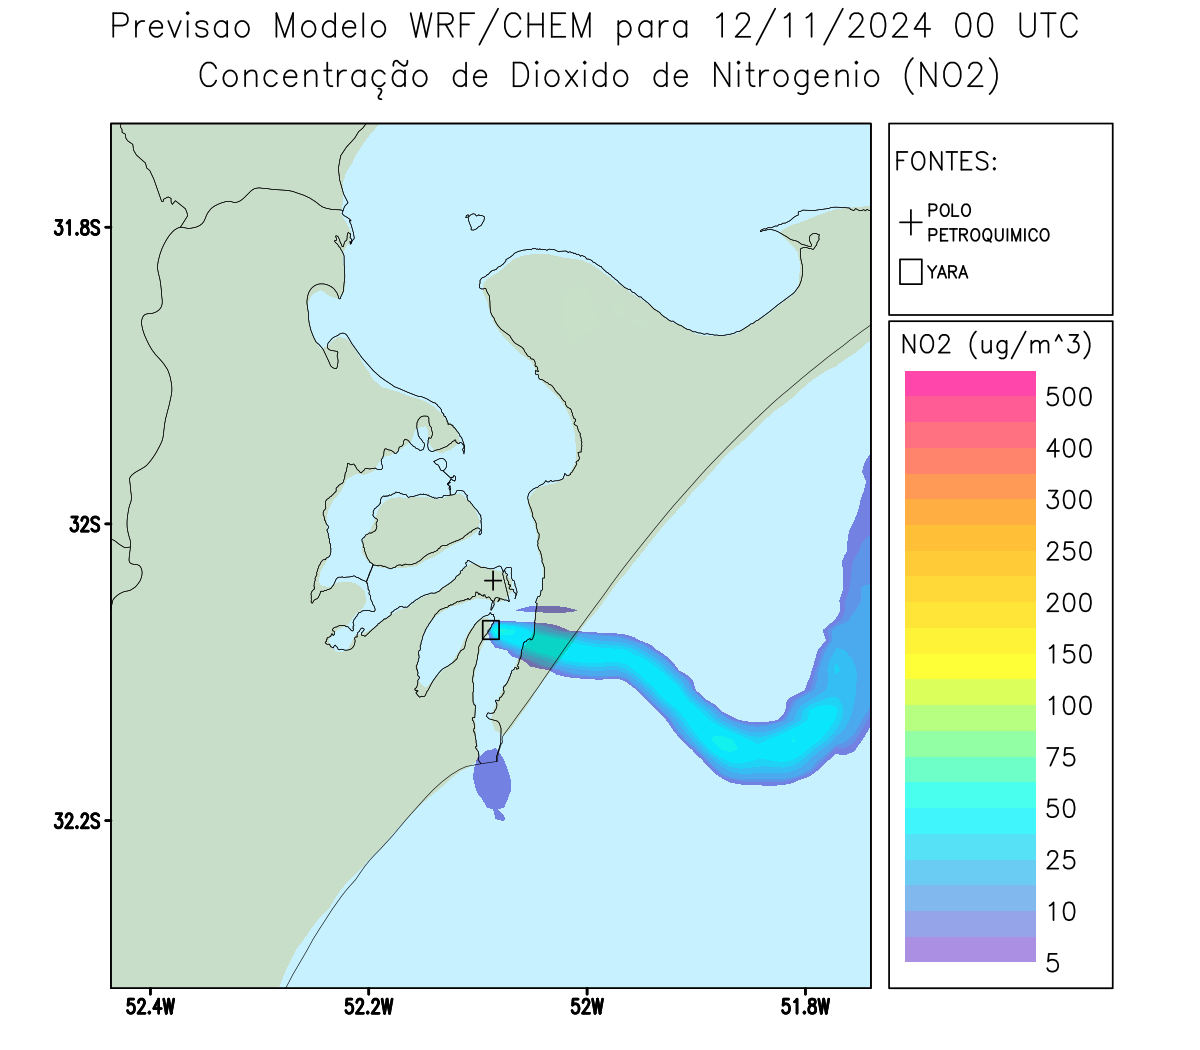 Previsao Modelo WRF/CHEM para 12/11/2024 00 UTC
Concentração de Dioxido de Nitrogenio (NO2)
FONTES:
POLO
PETROQUIMICO
YARA
NO2 (ug/m^3)
500
400
300
250
200
150
100
75
50
25
10
5
31.8S
32S
32.2S
52.4W
52.2W
52W
51.8W